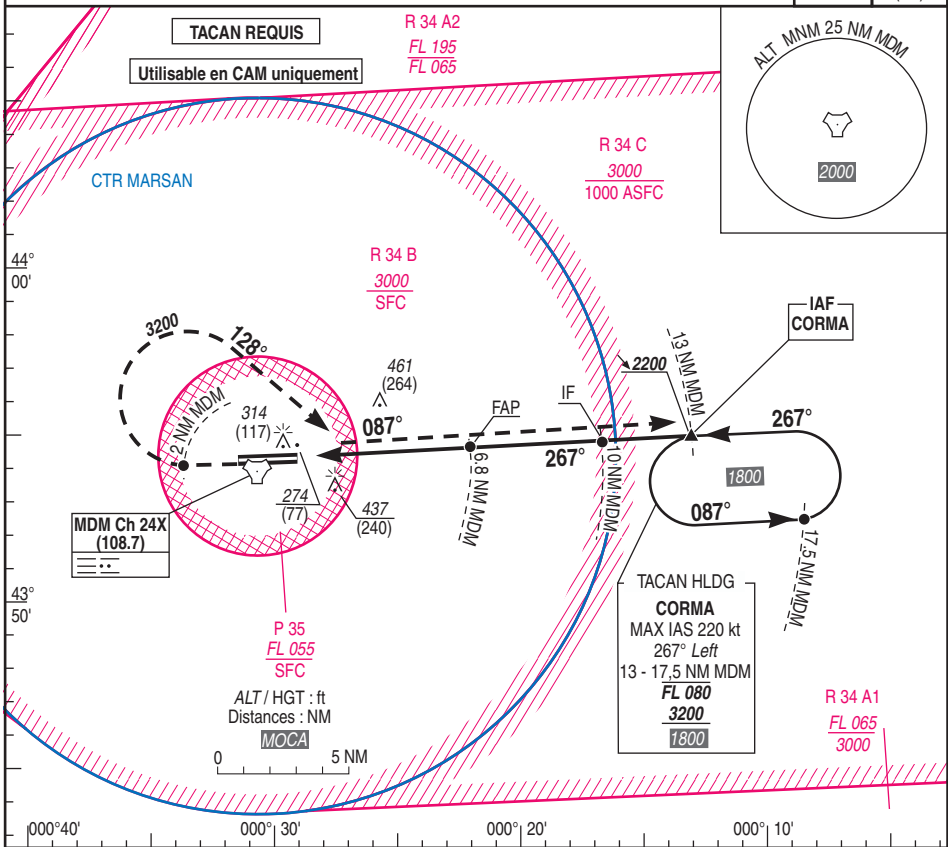 TACAN REQUIS
Utilisable en CAM uniquement
R 34 A2
FL 195
FL 065
ALT MNM 25 NM MDM
2000
CTR MARSAN
R 34 C
3000
1000 ASFC
R 34 B
3000
SFC
44°
00'
IAF
CORMA
3200
128°
2 NM MDM
461
(264)
314
(117)
087°
FAP
IF
2200
13 NM MDM
267°
267°
6.8 NM MDM
10 NM MDM
1800
087°
17.5 NM MDM
274
(77)
437
(240)
MDM Ch 24X
(108.7)
43°
50'
P 35
FL 055
SFC
TACAN HLDG
CORMA
MAX IAS 220 kt
267° Left
13 - 17,5 NM MDM
FL 080
3200
1800
ALT / HGT : ft
Distances : NM
MOCA
0 5 NM
R 34 A1
FL 065
3000
000°40' 000°30' 000°20' 000°10'